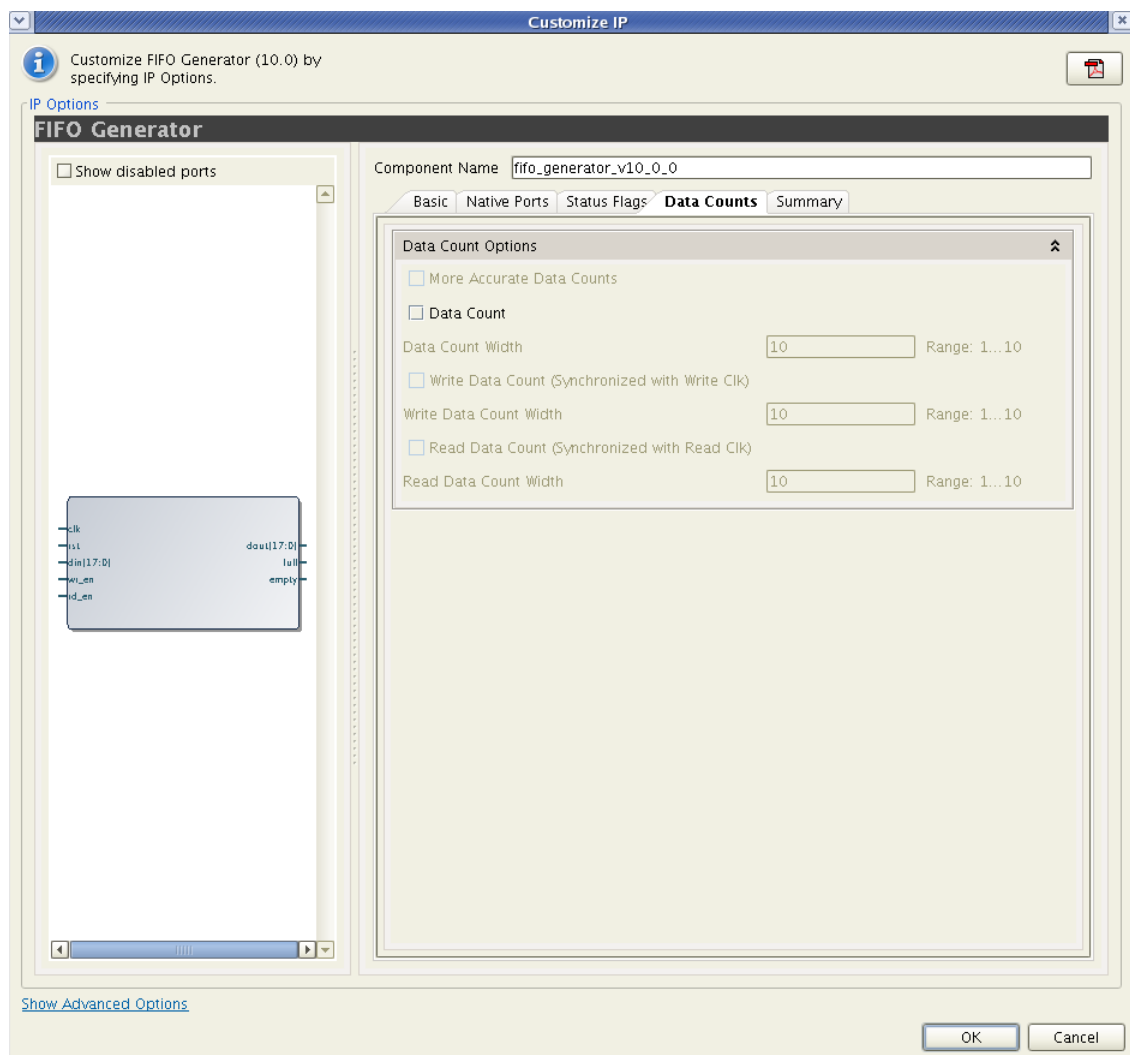 Customize IP
Customize FIFO Generator (10.0) by
specifying IP Options.
IP Options
FIFO Generator
Show disabled ports
Component Name fifo_generator_v10_0_0
Basic Native Ports Status Flags Data Counts Summary
Data Count Options
More Accurate Data Counts
Data Count
Data Count Width 10 Range: 1...10
Write Data Count (Synchronized with Write Clk)
Write Data Count Width 10 Range: 1...10
Read Data Count (Synchronized with Read Clk)
Read Data Count Width 10 Range: 1...10
clk
rst dout[17:0]
din[17:0] full
wr_en empty
rd_en
Show Advanced Options
OK Cancel